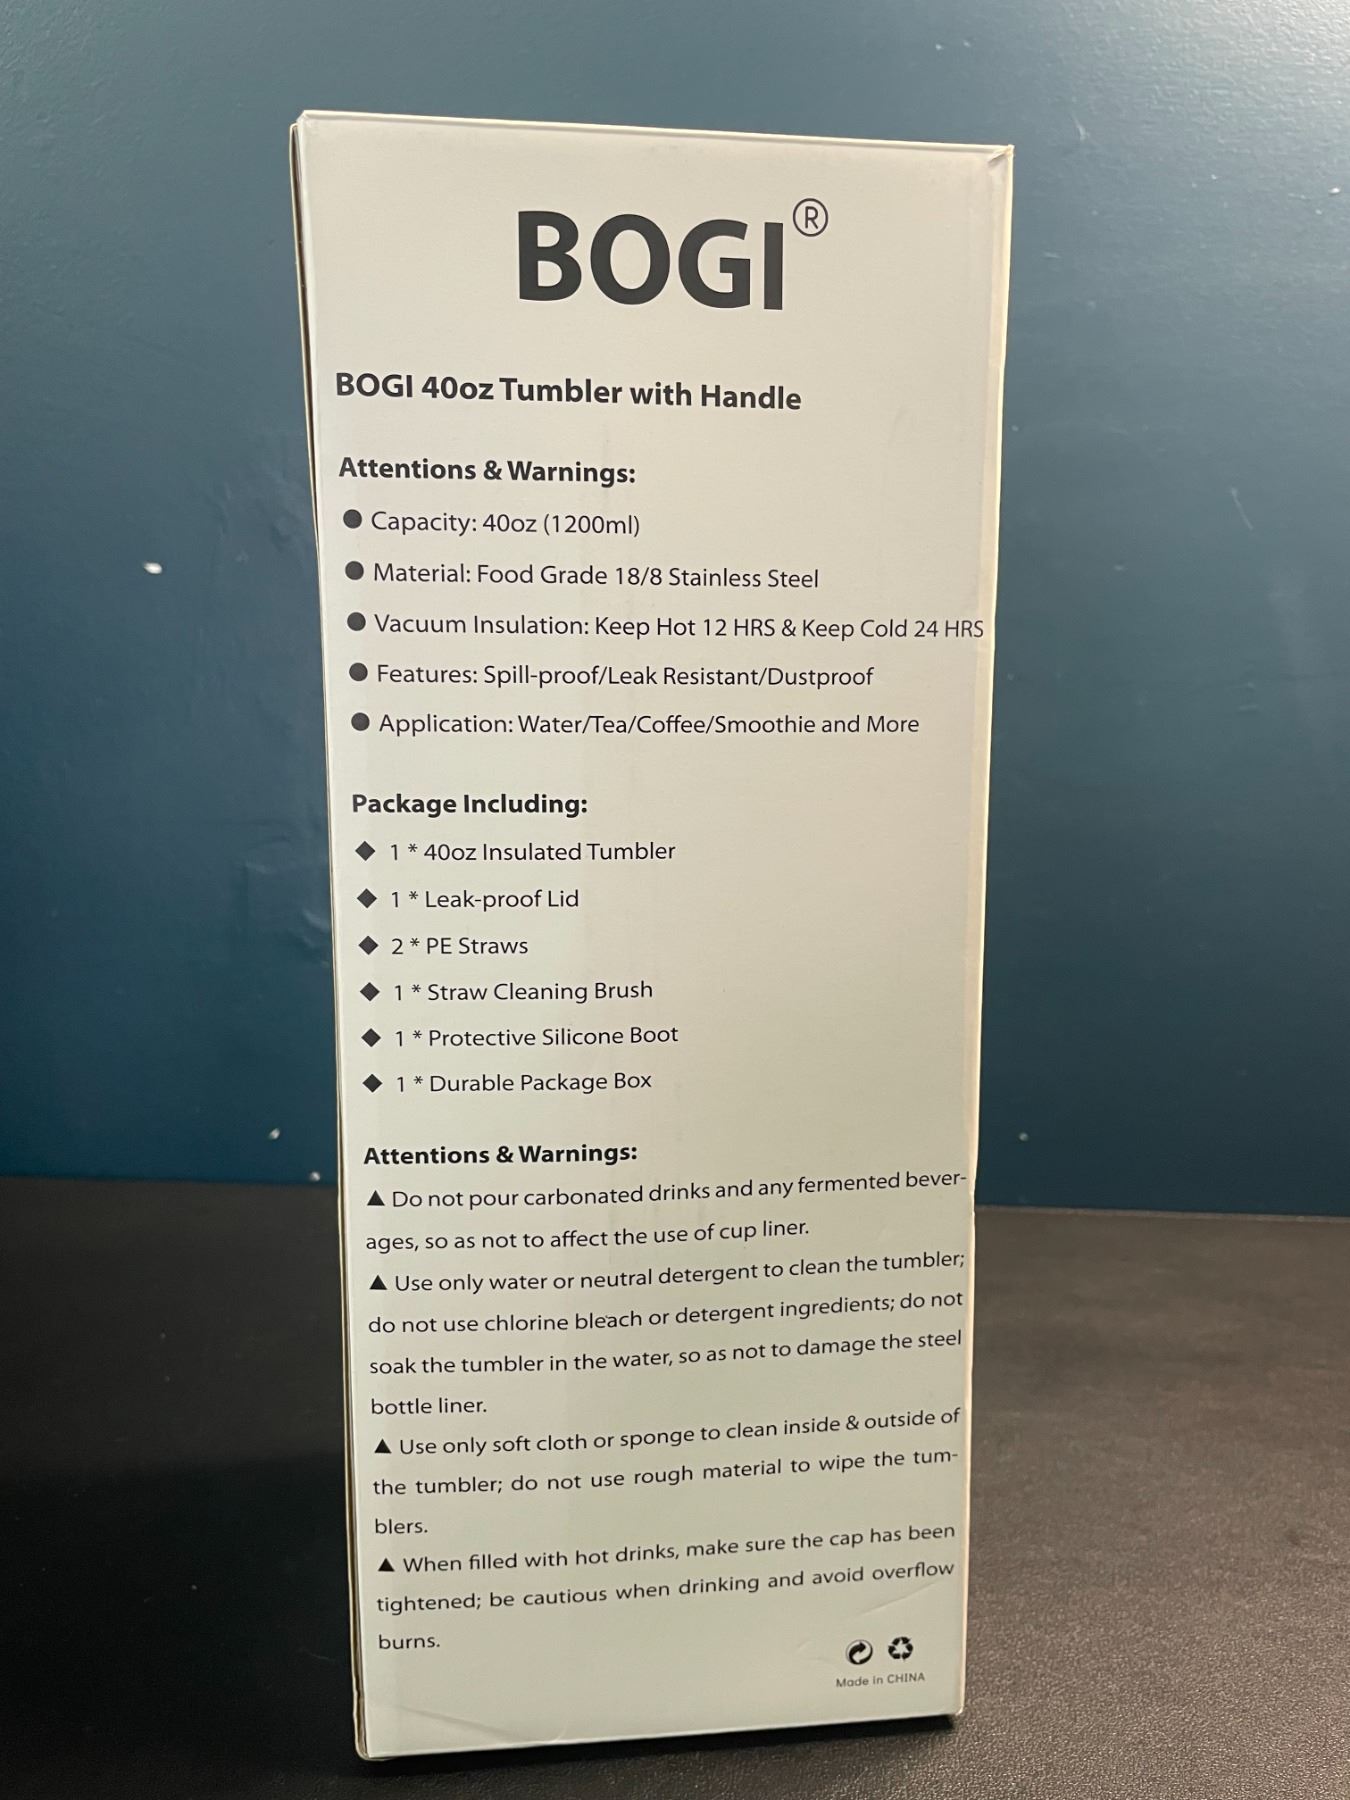 BOGI®
BOGI 40oz Tumbler with Handle
Attentions & Warnings:
● Capacity: 40oz (1200ml)
● Material: Food Grade 18/8 Stainless Steel
● Vacuum Insulation: Keep Hot 12 HRS & Keep Cold 24 HRS
● Features: Spill-proof/Leak Resistant/Dustproof
● Application: Water/Tea/Coffee/Smoothie and More
Package Including:
◆ 1 * 40oz Insulated Tumbler
◆ 1 * Leak-proof Lid
◆ 2 * PE Straws
◆ 1 * Straw Cleaning Brush
◆ 1 * Protective Silicone Boot
◆ 1 * Durable Package Box
Attentions & Warnings:
▲ Do not pour carbonated drinks and any fermented bever-
ages, so as not to affect the use of cup liner.
▲ Use only water or neutral detergent to clean the tumbler;
do not use chlorine bleach or detergent ingredients; do not
soak the tumbler in the water, so as not to damage the steel
bottle liner.
▲ Use only soft cloth or sponge to clean inside & outside of
the tumbler; do not use rough material to wipe the tum-
blers.
▲ When filled with hot drinks, make sure the cap has been
tightened; be cautious when drinking and avoid overflow
burns.
Made in CHINA